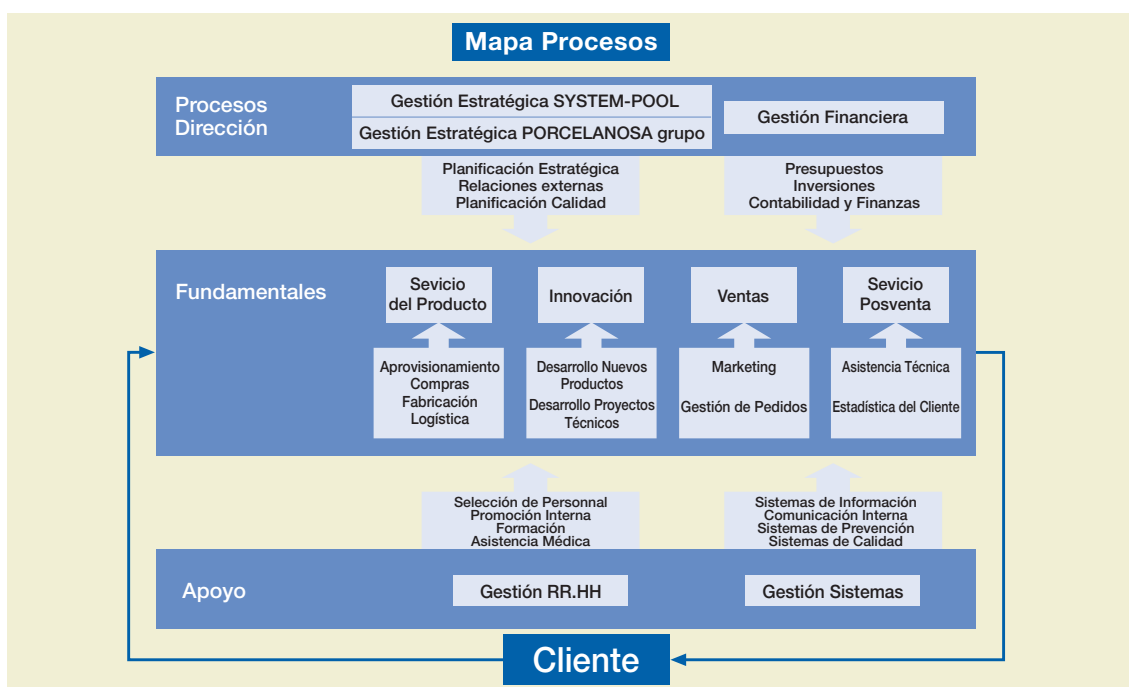 Mapa Procesos
Procesos
Dirección
Gestión Estratégica SYSTEM-POOL
Gestión Estratégica PORCELANOSA grupo
Gestión Financiera
Planificación Estratégica
Relaciones externas
Planificación Calidad
Presupuestos
Inversiones
Contabilidad y Finanzas
Fundamentales
Sevicio
del Producto
Innovación
Ventas
Sevicio
Posventa
Aprovisionamiento
Compras
Fabricación
Logística
Desarrollo Nuevos
Productos
Desarrollo Proyectos
Técnicos
Marketing
Gestión de Pedidos
Asistencia Técnica
Estadística del Cliente
Selección de Personnal
Promoción Interna
Formación
Asistencia Médica
Sistemas de Información
Comunicación Interna
Sistemas de Prevención
Sistemas de Calidad
Apoyo
Gestión RR.HH
Gestión Sistemas
Cliente